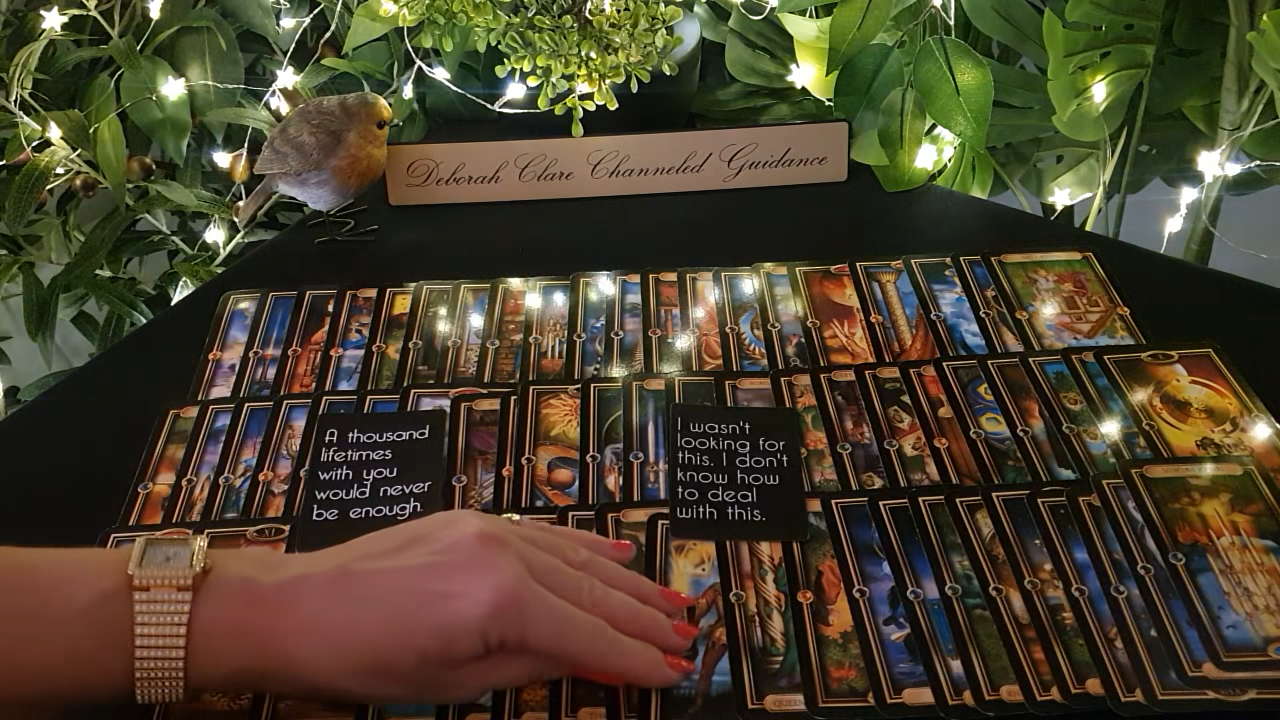 Deborah Clare Channeled Guidance
A thousand
lifetimes
with you
would never
be enough.
I wasn't
looking for
this. I don't
know how
to deal
with this.